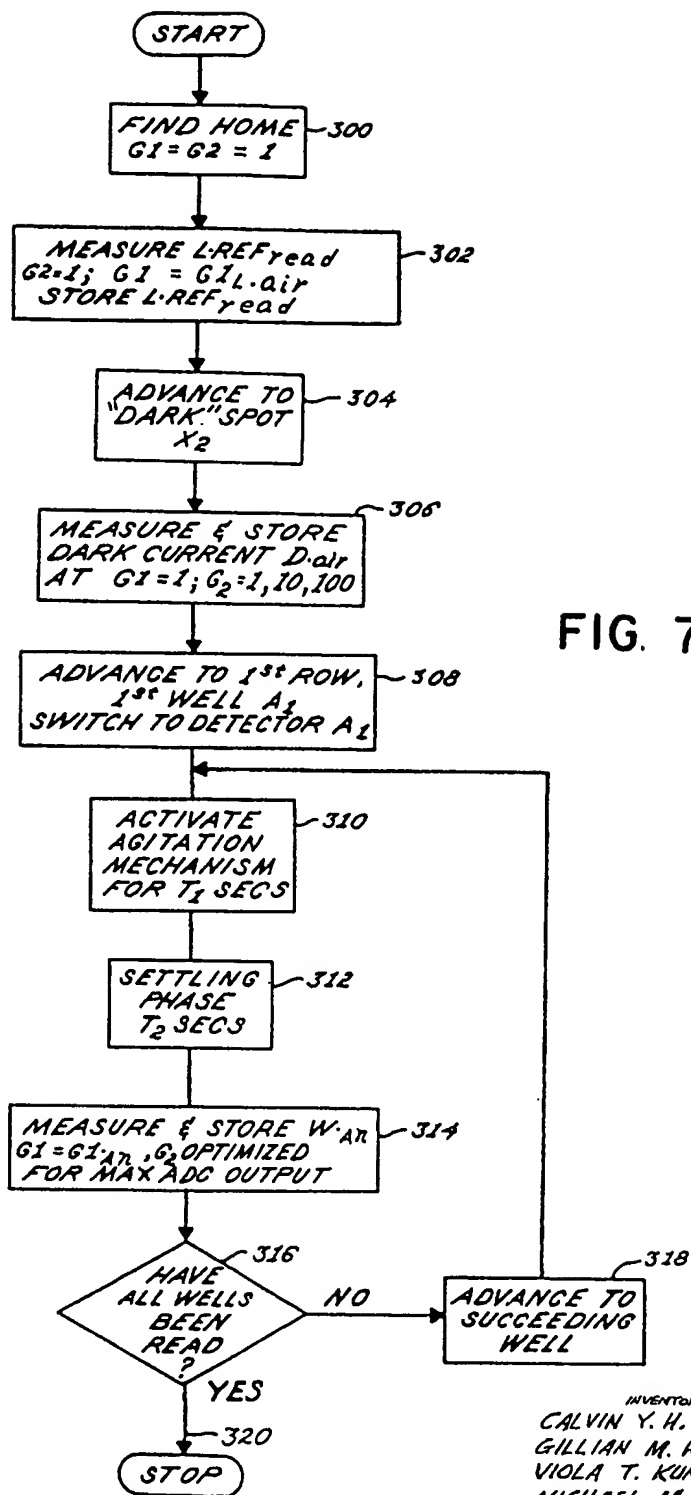 START
FIND HOME
G1 = G2 = 1
300
MEASURE L·REFread
G2=1; G1 = G1L·air
STORE L·REFread
302
ADVANCE TO
"DARK" SPOT
X2
304
306
MEASURE & STORE
DARK CURRENT D·air
AT G1 = 1; G2 = 1, 10, 100
FIG. 7
ADVANCE TO 1st ROW,
1st WELL A1
SWITCH TO DETECTOR A1
308
ACTIVATE
AGITATION
MECHANISM
FOR T1 SECS
310
SETTLING
PHASE
T2 SECS
312
MEASURE & STORE W·An
G1 = G1·An, G2 OPTIMIZED
FOR MAX ADC OUTPUT
314
316
HAVE
ALL WELLS
BEEN
READ
?
NO
318
ADVANCE TO
SUCCEEDING
WELL
YES
320
STOP
CALVIN Y. H.
GILLIAN M.
VIOLA T.